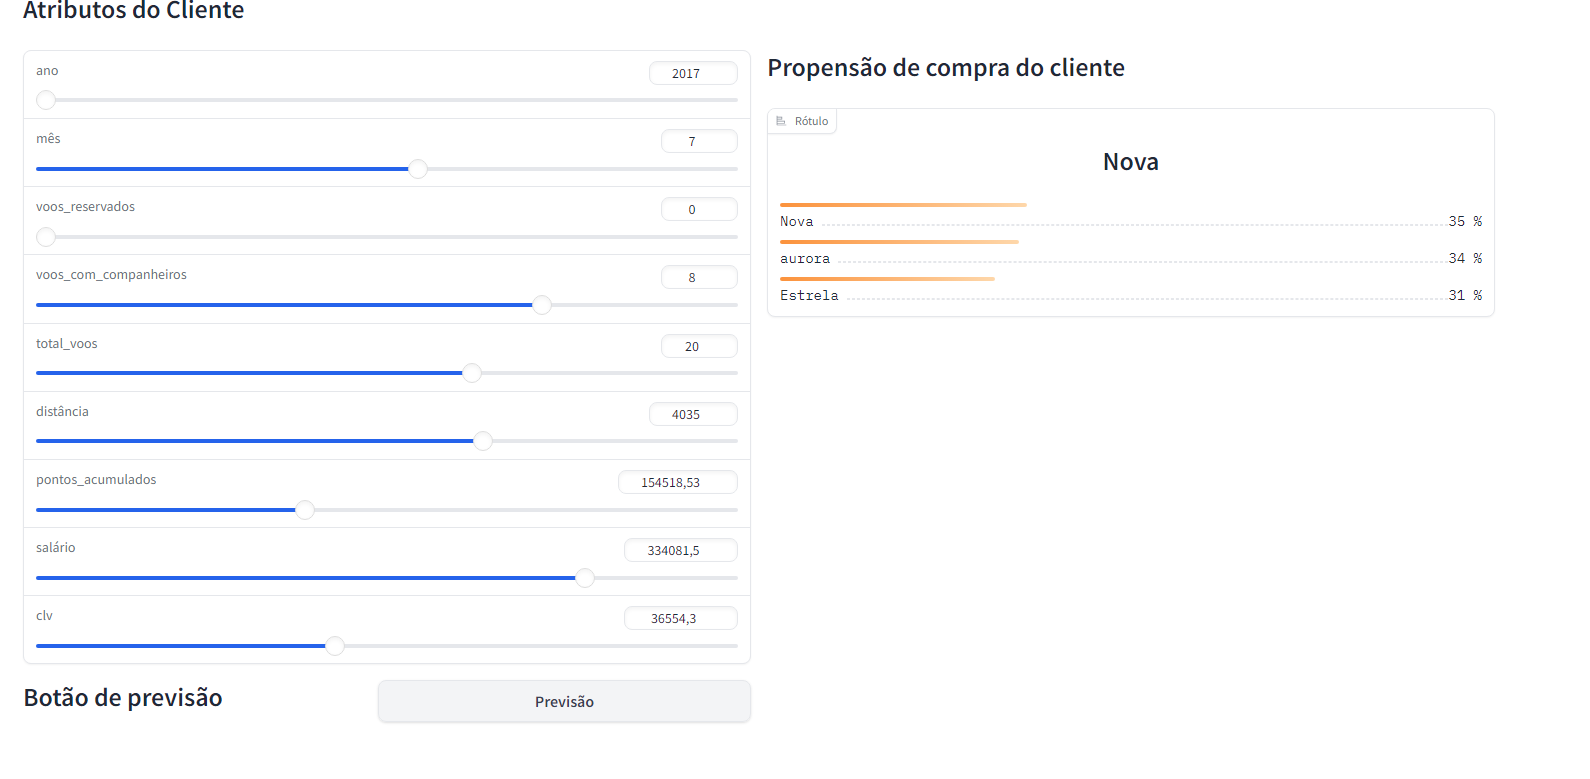 Atributos do Cliente
ano
2017
mês
7
voos_reservados
0
voos_com_companheiros
8
total_voos
20
distância
4035
pontos_acumulados
154518,53
salário
334081,5
clv
36554,3
Botão de previsão
Previsão
Propensão de compra do cliente
Rótulo
Nova
Nova 35 %
aurora 34 %
Estrela 31 %